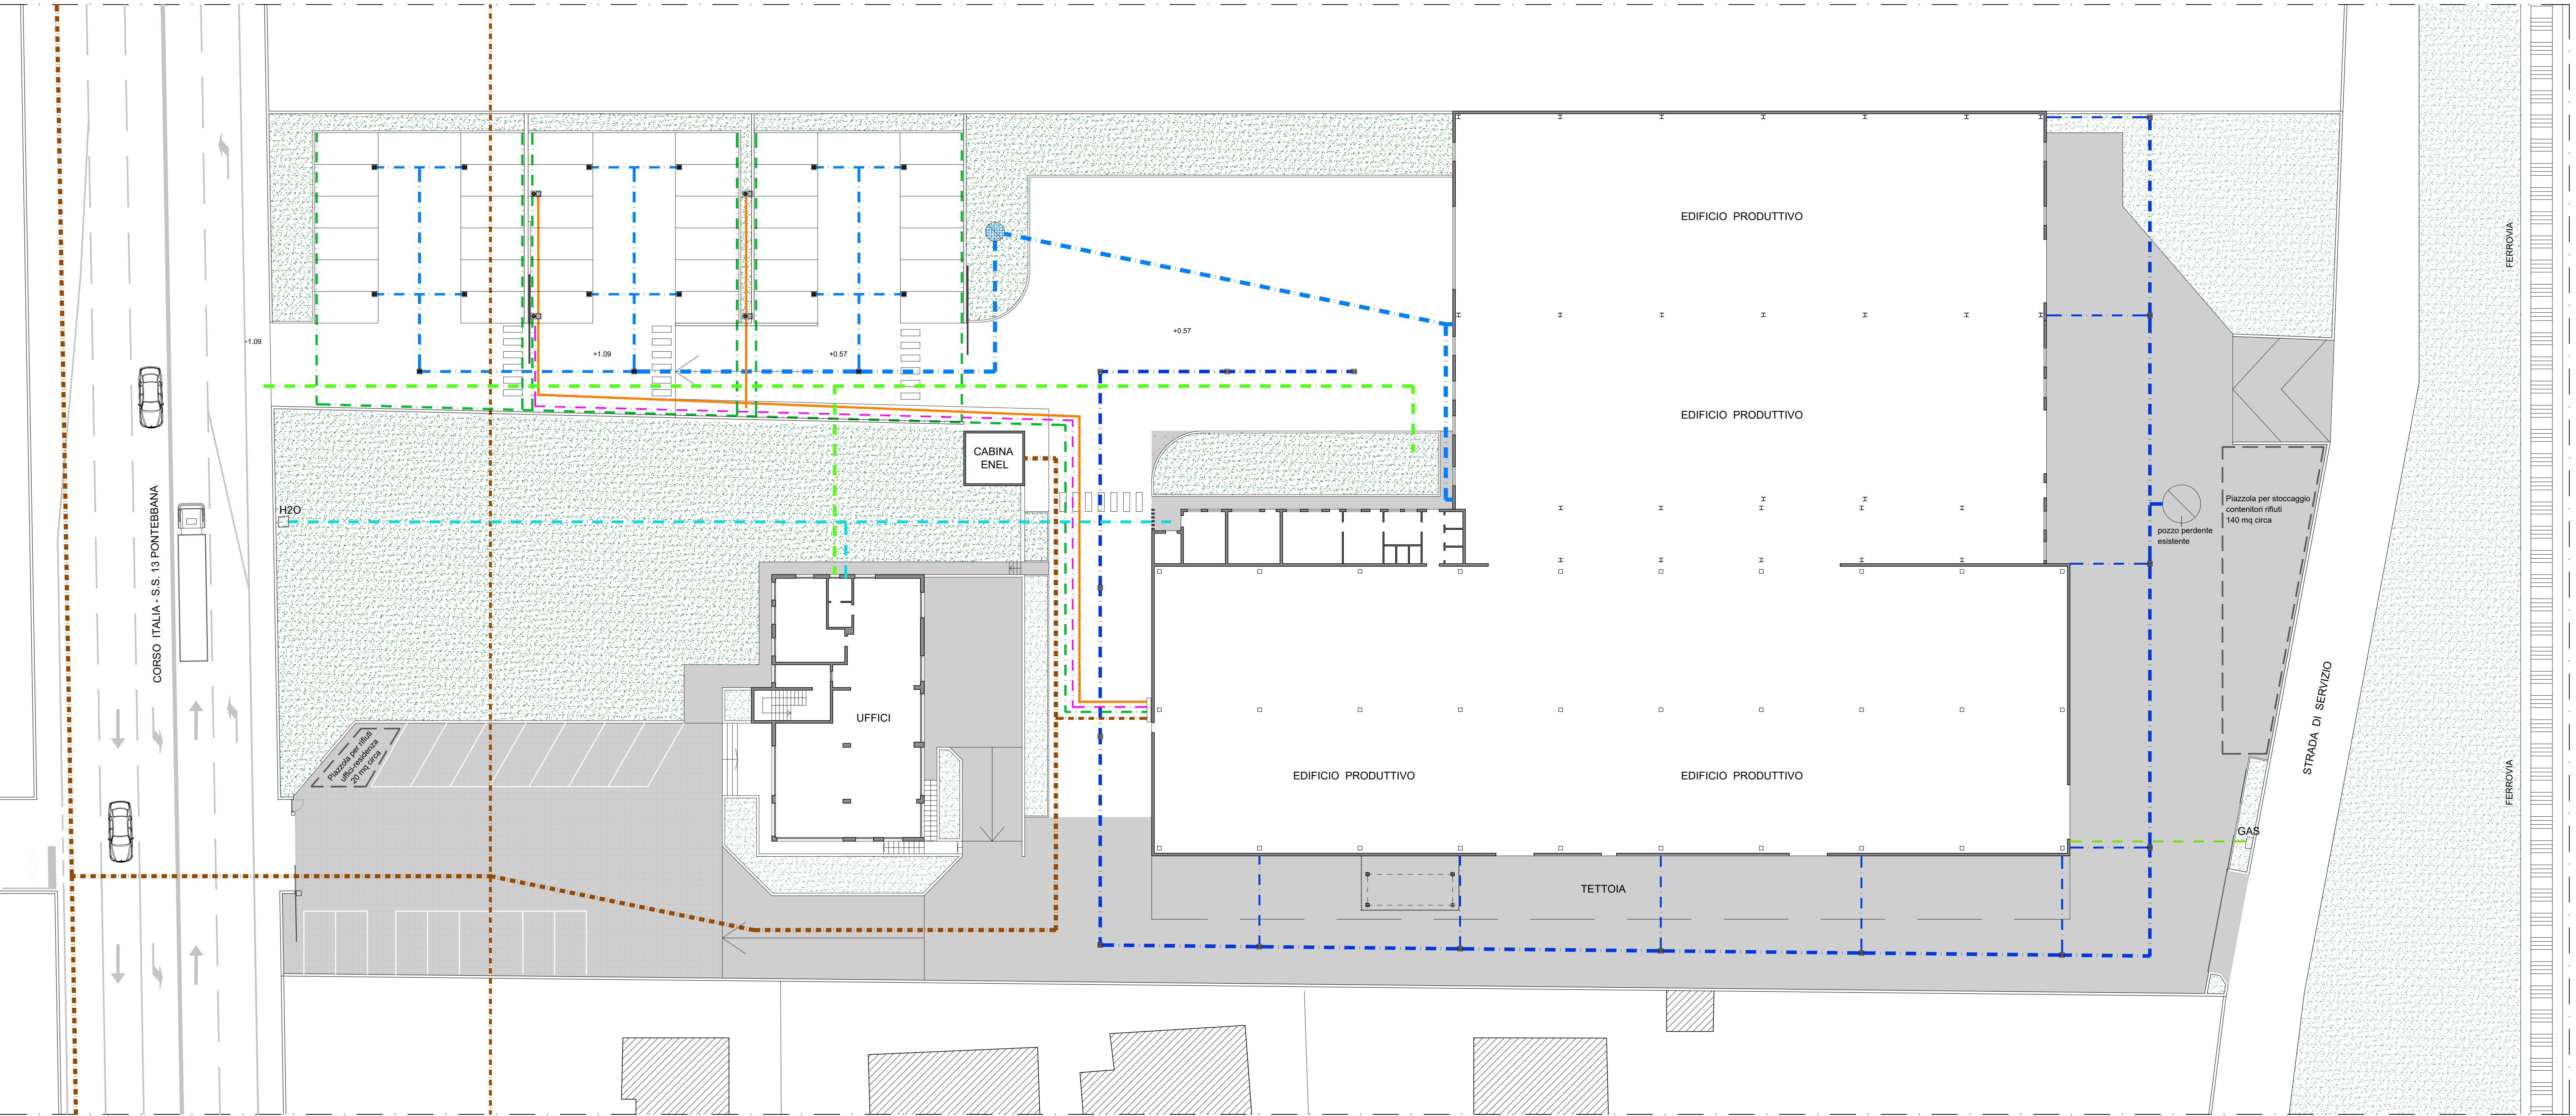 EDIFICIO PRODUTTIVO
FERROVIA
+1.09
+1.09
+0.57
+0.57
EDIFICIO PRODUTTIVO
CABINA
ENEL
H2O
CORSO ITALIA - S.S. 13 PONTEBBANA
Piazzola per stoccaggio
contenitori rifiuti
140 mq circa
pozzo perdente
esistente
UFFICI
STRADA DI SERVIZIO
Piazzola per rifiuti
uffici-residenza
20 mq circa
EDIFICIO PRODUTTIVO
EDIFICIO PRODUTTIVO
FERROVIA
GAS
TETTOIA